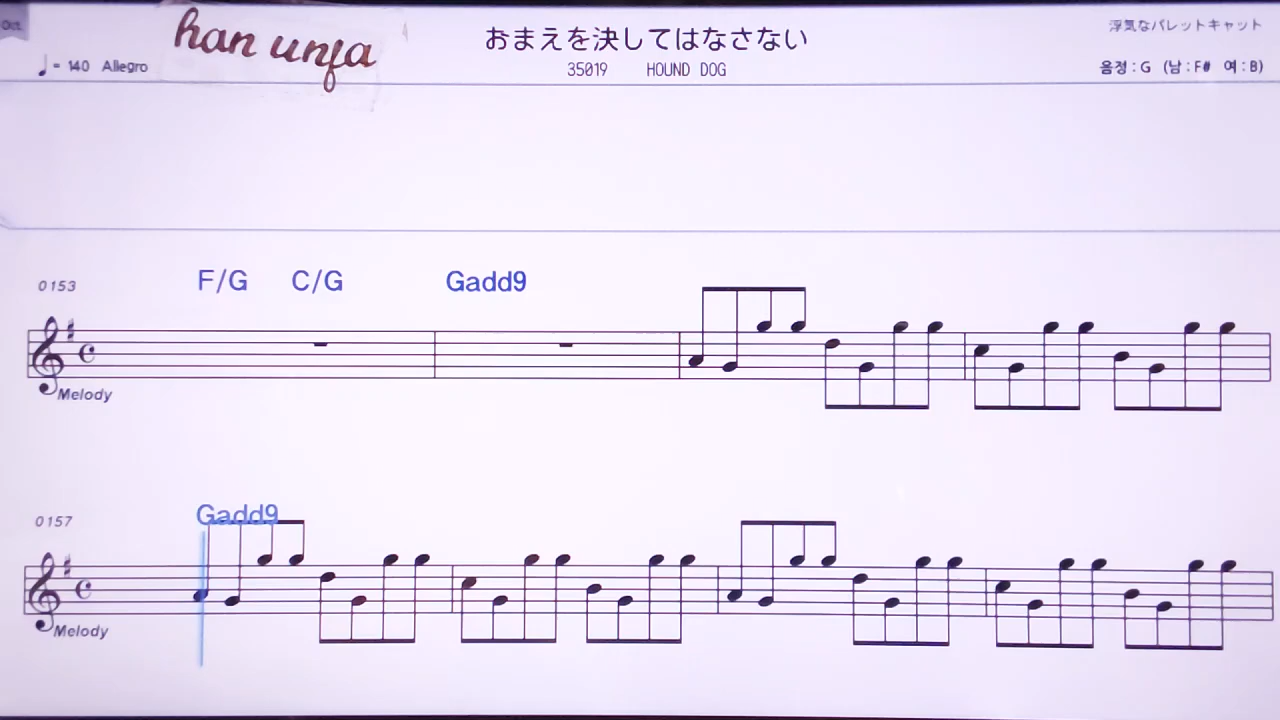 Oct.
han unfa
おまえを決してはなさない
浮気なパレットキャット
♩= 140 Allegro
35019 HOUND DOG
음정 : G (남 : F# 여 : B)
F/G C/G Gadd9
0153
Melody
Gadd9
0157
Melody